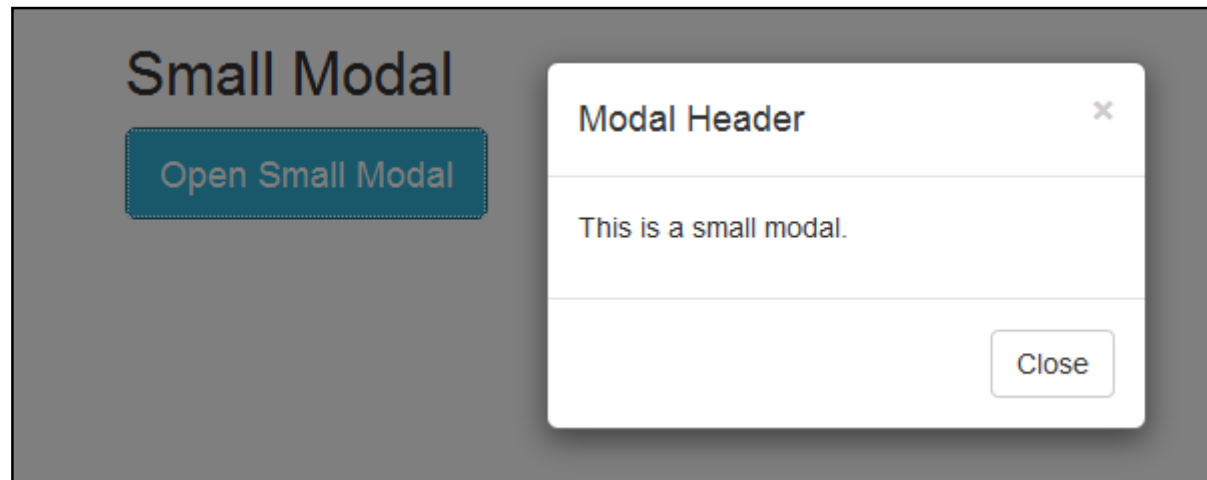 Small Modal
Open Small Modal
Modal Header
×
This is a small modal.
Close